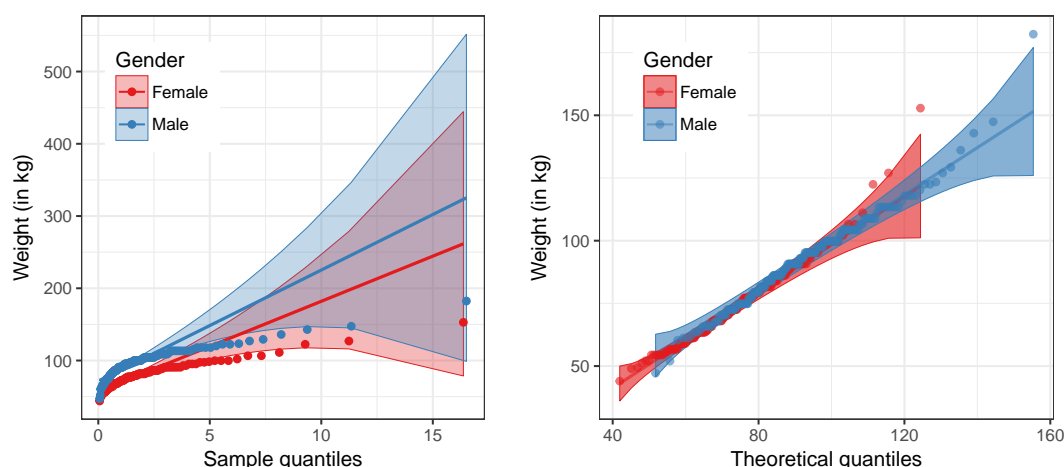 Weight (in kg)
500
400
300
200
100
0
5
10
15
Sample quantiles
Gender
Female
Male
Weight (in kg)
150
100
50
40
80
120
160
Theoretical quantiles
Gender
Female
Male